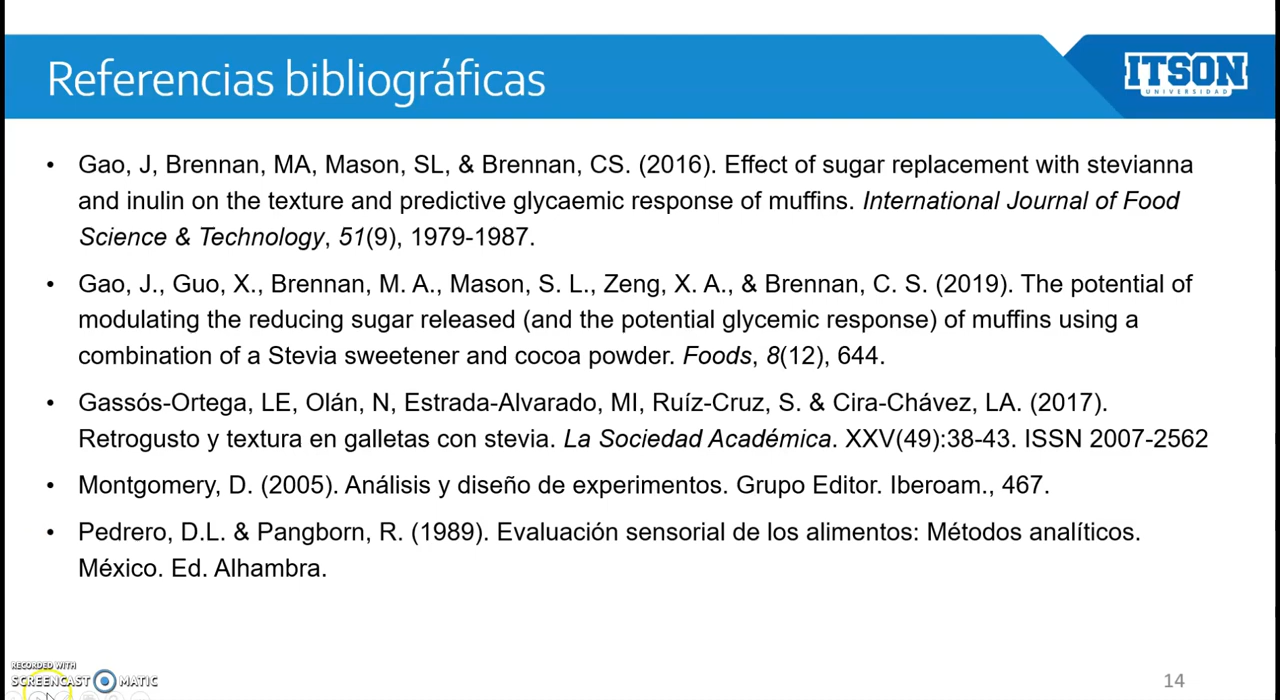 Referencias bibliográficas
ITSON
UNIVERSIDAD
• Gao, J, Brennan, MA, Mason, SL, & Brennan, CS. (2016). Effect of sugar replacement with stevianna
and inulin on the texture and predictive glycaemic response of muffins. International Journal of Food
Science & Technology, 51(9), 1979-1987.
• Gao, J., Guo, X., Brennan, M. A., Mason, S. L., Zeng, X. A., & Brennan, C. S. (2019). The potential of
modulating the reducing sugar released (and the potential glycemic response) of muffins using a
combination of a Stevia sweetener and cocoa powder. Foods, 8(12), 644.
• Gassós-Ortega, LE, Olán, N, Estrada-Alvarado, MI, Ruíz-Cruz, S. & Cira-Chávez, LA. (2017).
Retrogusto y textura en galletas con stevia. La Sociedad Académica. XXV(49):38-43. ISSN 2007-2562
• Montgomery, D. (2005). Análisis y diseño de experimentos. Grupo Editor. Iberoam., 467.
• Pedrero, D.L. & Pangborn, R. (1989). Evaluación sensorial de los alimentos: Métodos analíticos.
México. Ed. Alhambra.
RECORDED WITH
SCREENCAST MATIC
14